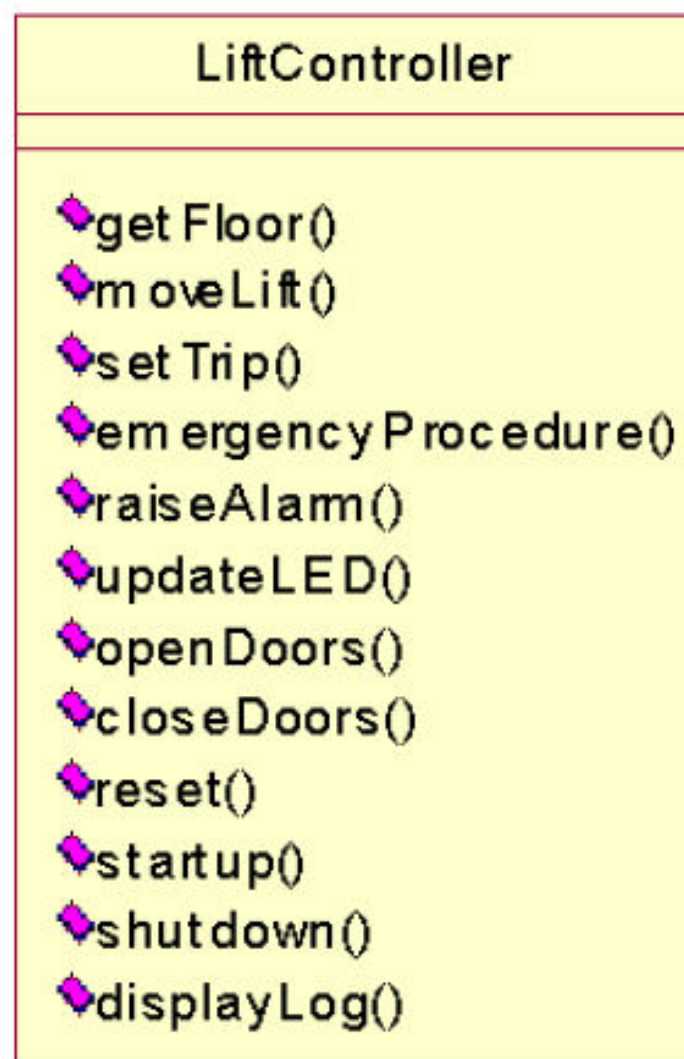 LiftController
getFloor()
moveLift()
setTrip()
emergencyProcedure()
raiseAlarm()
updateLED()
openDoors()
closeDoors()
reset()
startup()
shutdown()
displayLog()